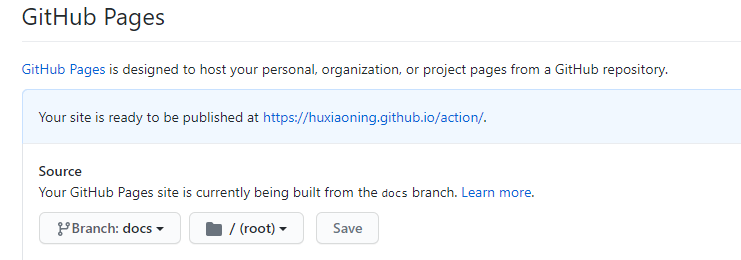 GitHub Pages
GitHub Pages is designed to host your personal, organization, or project pages from a GitHub repository.
Your site is ready to be published at https://huxiaoning.github.io/action/.
Source
Your GitHub Pages site is currently being built from the docs branch. Learn more.
Branch: docs / (root) Save